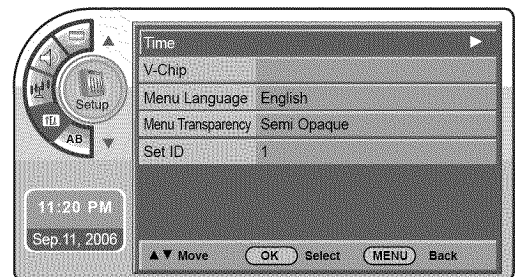 Time
V-Chip
Menu Language English
Menu Transparency Semi Opaque
Set ID 1
Setup
AB
11:20 PM
Sep.11, 2006
Move OK Select MENU Back